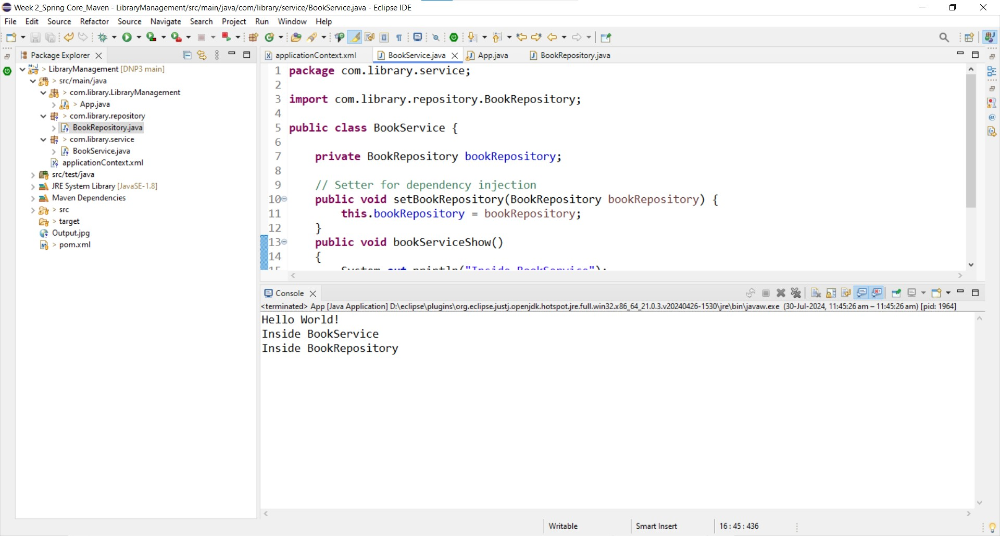 Week 2_Spring Core_Maven - LibraryManagement/src/main/java/com/library/service/BookService.java - Eclipse IDE
File Edit Source Refactor Source Navigate Search Project Run Window Help
Package Explorer
> LibraryManagement [DNP3 main]
> src/main/java
> com.library.LibraryManagement
> App.java
> com.library.repository
BookRepository.java
> com.library.service
BookService.java
applicationContext.xml
src/test/java
JRE System Library [JavaSE-1.8]
Maven Dependencies
> src
> target
Output.jpg
> pom.xml
applicationContext.xml BookService.java App.java BookRepository.java
1 package com.library.service;
2
3 import com.library.repository.BookRepository;
4
5 public class BookService {
6
7 private BookRepository bookRepository;
8
9 // Setter for dependency injection
10 public void setBookRepository(BookRepository bookRepository) {
11 this.bookRepository = bookRepository;
12 }
13 public void bookServiceShow()
14 {
15 System.out.println("Inside BookService");
Console
<terminated> App [Java Application] D:\eclipse\plugins\org.eclipse.justj.openjdk.hotspot.jre.full.win32.x86_64_21.0.3.v20240426-1530\jre\bin\javaw.exe (30-Jul-2024, 11:45:26 am – 11:45:26 am) [pid: 1964]
Hello World!
Inside BookService
Inside BookRepository
Writable Smart Insert 16 : 45 : 436